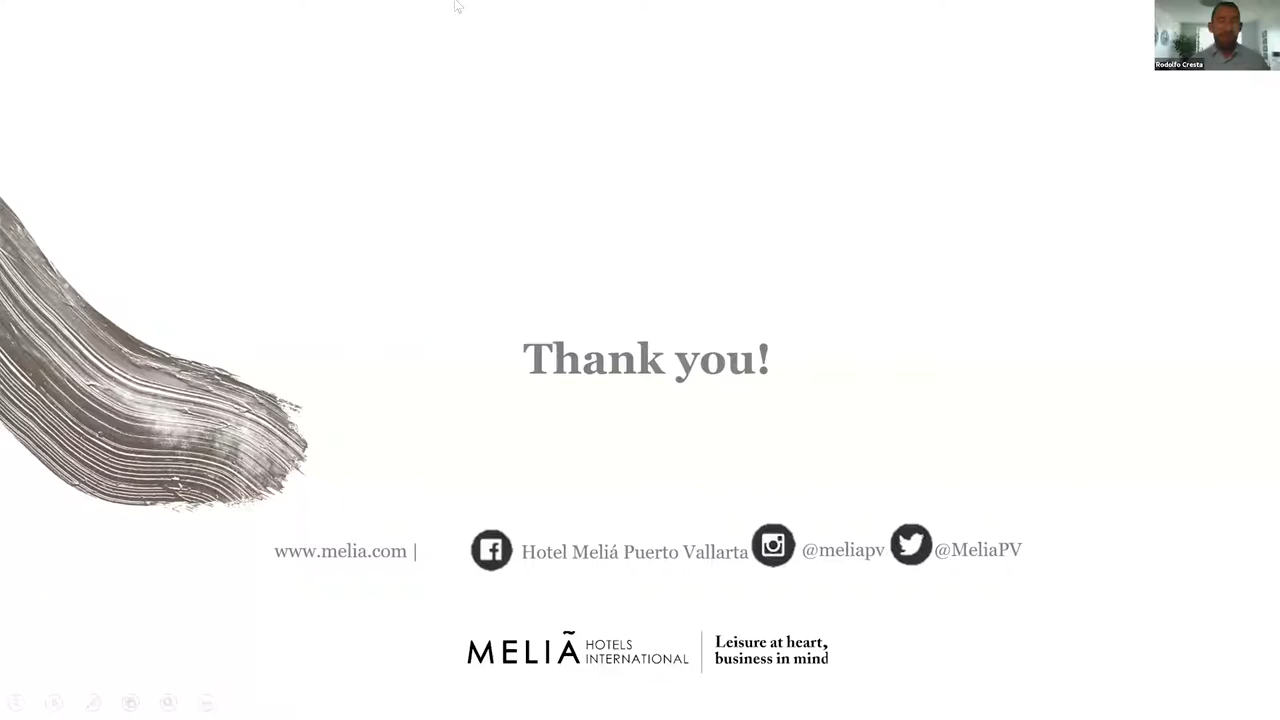 Rodolfo Cresta
Thank you!
www.melia.com |
Hotel Meliá Puerto Vallarta
@meliapv
@MeliaPV
MELIÃ HOTELS INTERNATIONAL
Leisure at heart,
business in mind